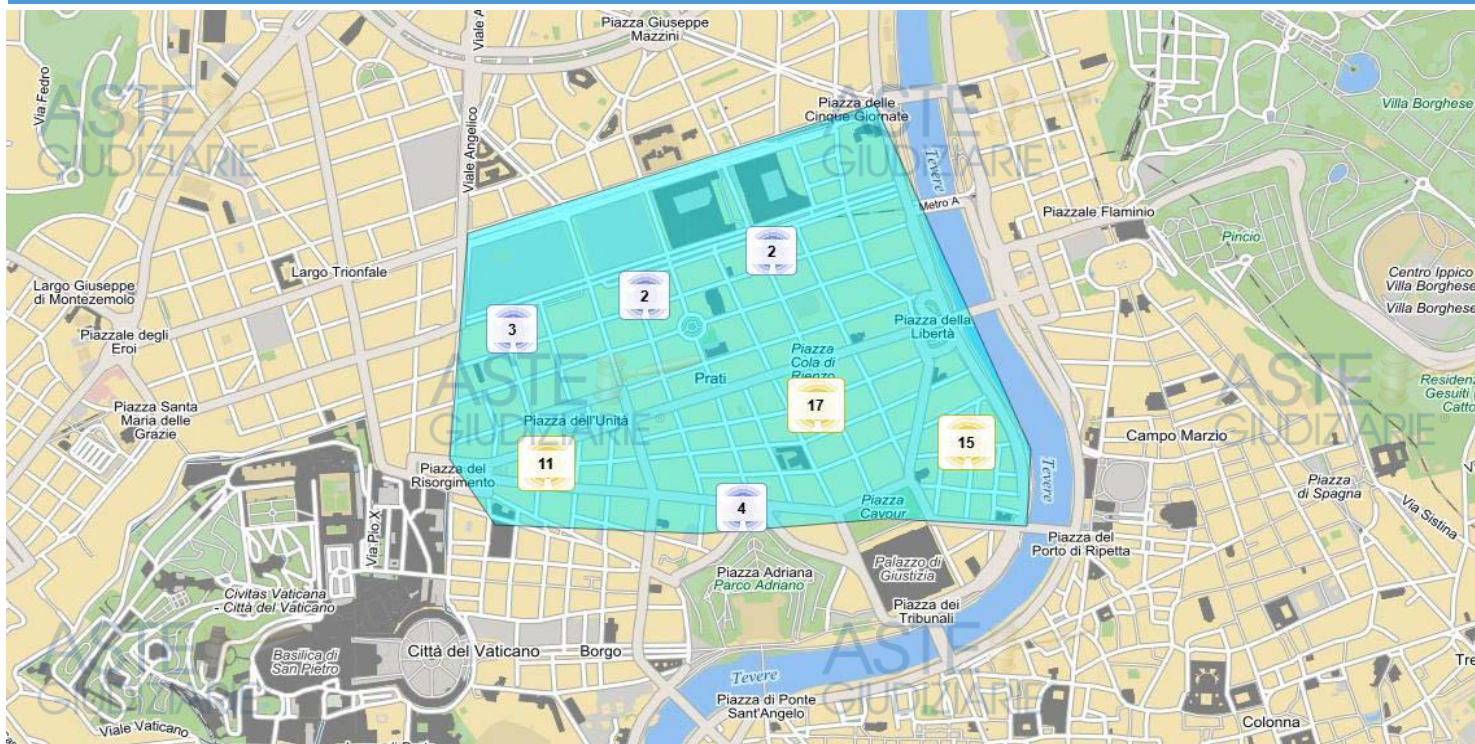 Piazza Giuseppe
Mazzini
Viale A
Via Fedro
Viale Angelico
Piazza delle
Cinque Giornate
Villa Borghese
ASTE
GIUDIZIARIE®
ASTE
GIUDIZIARIE
Tevere
Metro A
Piazzale Flaminio
Pincio
Largo Trionfale
Largo Giuseppe
di Montezemolo
Centro Ippico
Villa Borghese
Villa Borghese
2
2
3
Piazzale degli
Eroi
Piazza della
Libertà
Piazza
Cola di
Rienzo
Prati
ASTE
GIUDIZIARIE®
ASTE
GIUDIZIARIE®
Residenz
Gesuiti
Catto
Piazza Santa
Maria delle
Grazie
Piazza dell'Unità
17
15
Campo Marzio
11
Piazza del
Risorgimento
Tevere
Piazza
di Spagna
Via Sistina
4
Piazza
Cavour
Via Pio X
Piazza del
Porto di Ripetta
Palazzo di
Giustizia
Piazza Adriana
Parco Adriano
Civitas Vaticana
- Città del Vaticano
Piazza dei
Tribunali
ASTE
GIUDIZIARIE®
Basilica di
San Pietro
Città del Vaticano
Borgo
ASTE
GIUDIZIARIE
Tre
Tevere
Piazza di Ponte
Sant'Angelo
Viale Vaticano
Colonna